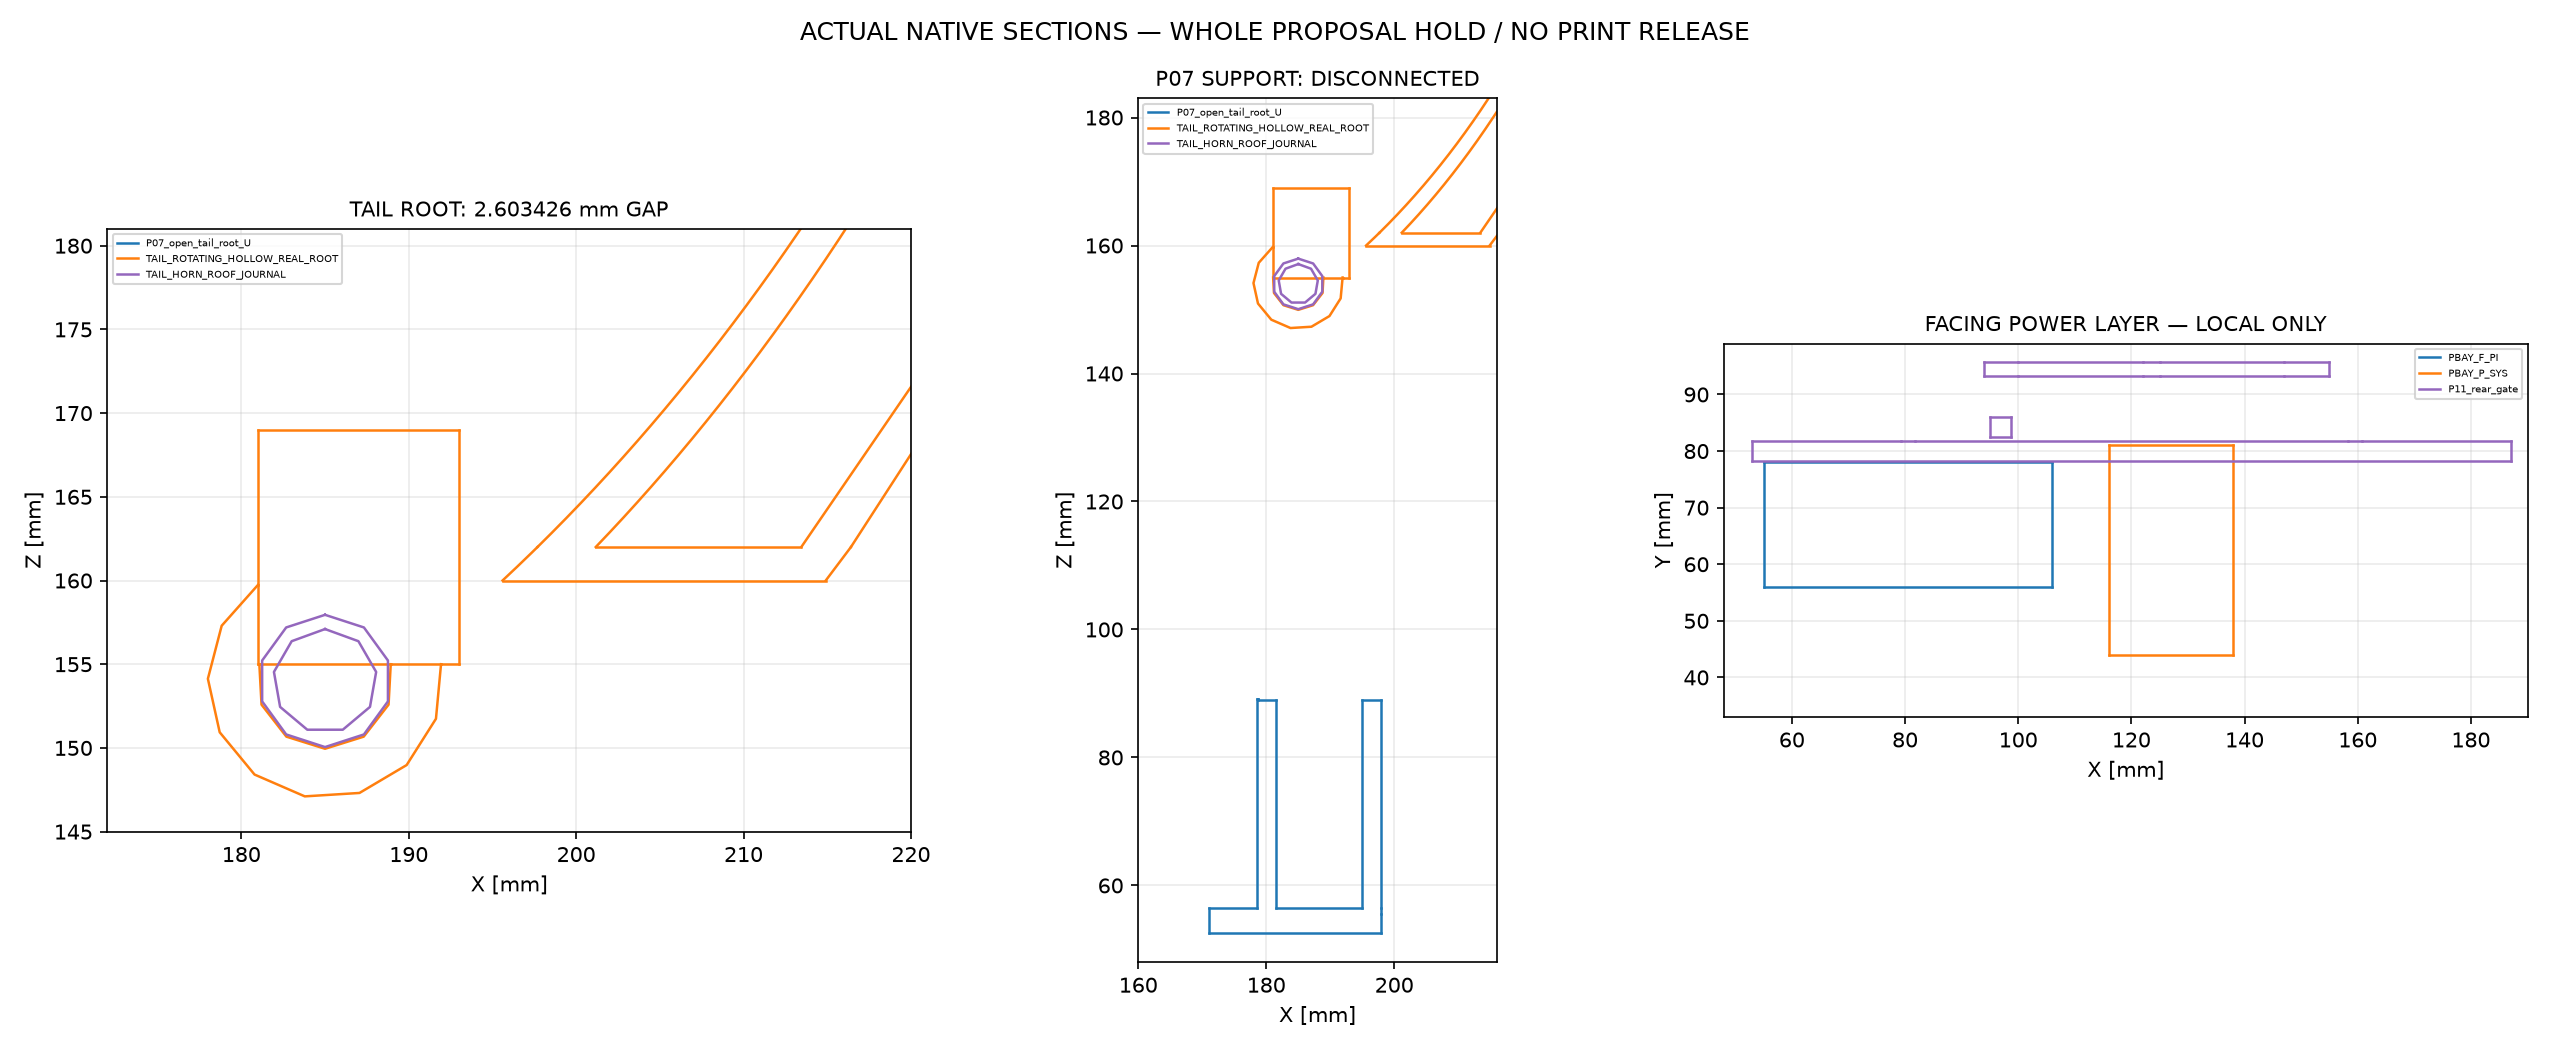 ACTUAL NATIVE SECTIONS — WHOLE PROPOSAL HOLD / NO PRINT RELEASE
TAIL ROOT: 2.603426 mm GAP
P07_open_tail_root_U
TAIL_ROTATING_HOLLOW_REAL_ROOT
TAIL_HORN_ROOF_JOURNAL
180
175
170
165
160
155
150
145
Z [mm]
180
190
200
210
220
X [mm]
P07 SUPPORT: DISCONNECTED
P07_open_tail_root_U
TAIL_ROTATING_HOLLOW_REAL_ROOT
TAIL_HORN_ROOF_JOURNAL
180
160
140
120
100
80
60
Z [mm]
160
180
200
X [mm]
FACING POWER LAYER — LOCAL ONLY
PBAY_F_PI
PBAY_P_SYS
P11_rear_gate
90
80
70
60
50
40
Y [mm]
60
80
100
120
140
160
180
X [mm]